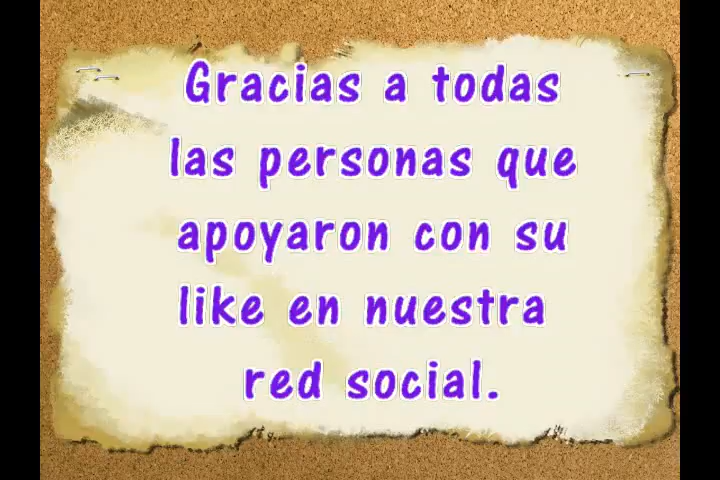 Gracias a todas
las personas que
apoyaron con su
like en nuestra
red social.